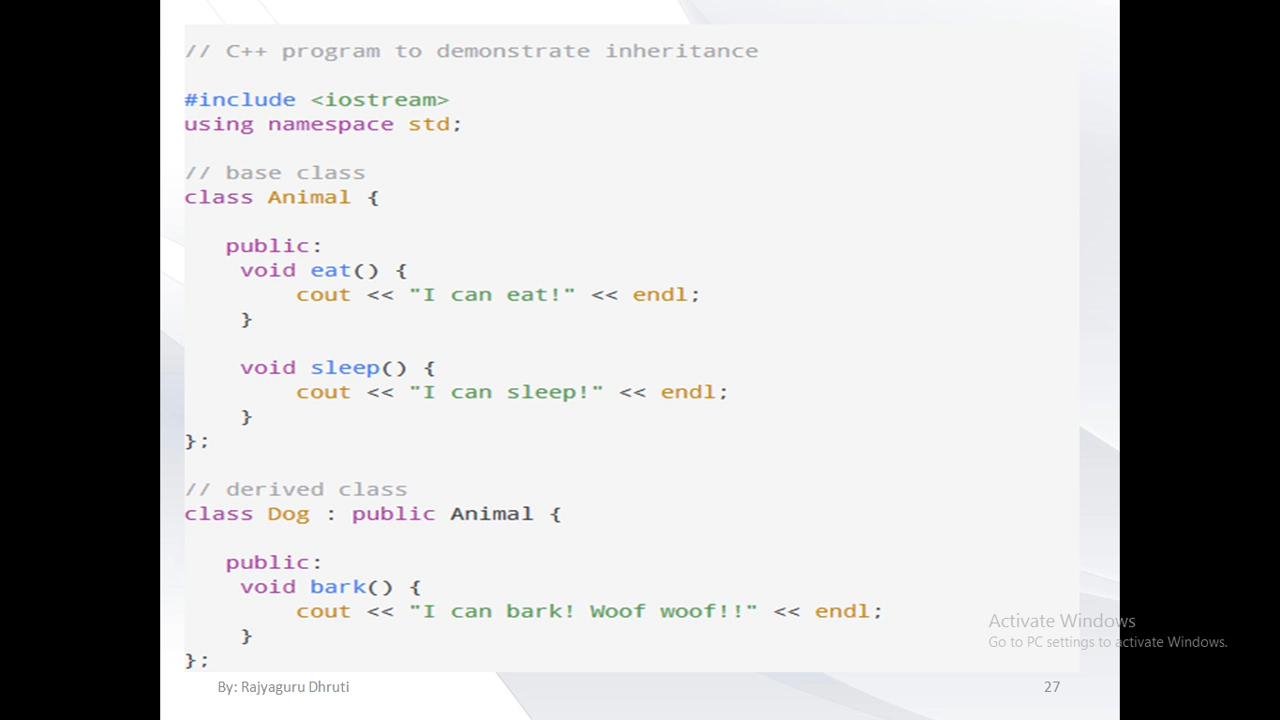 // C++ program to demonstrate inheritance
#include <iostream>
using namespace std;
// base class
class Animal {
public:
void eat() {
cout << "I can eat!" << endl;
}
void sleep() {
cout << "I can sleep!" << endl;
}
};
// derived class
class Dog : public Animal {
public:
void bark() {
cout << "I can bark! Woof woof!!" << endl;
}
};
Activate Windows
Go to PC settings to activate Windows.
By: Rajyaguru Dhruti
27